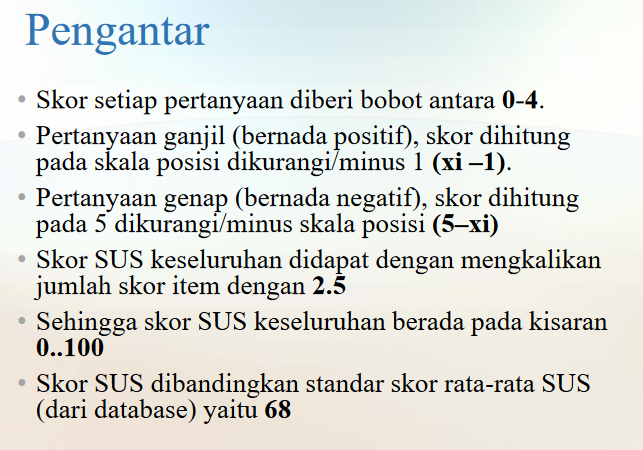 Pengantar
• Skor setiap pertanyaan diberi bobot antara 0-4.
• Pertanyaan ganjil (bernada positif), skor dihitung
pada skala posisi dikurangi/minus 1 (xi –1).
• Pertanyaan genap (bernada negatif), skor dihitung
pada 5 dikurangi/minus skala posisi (5–xi)
• Skor SUS keseluruhan didapat dengan mengkalikan
jumlah skor item dengan 2.5
• Sehingga skor SUS keseluruhan berada pada kisaran
0..100
• Skor SUS dibandingkan standar skor rata-rata SUS
(dari database) yaitu 68